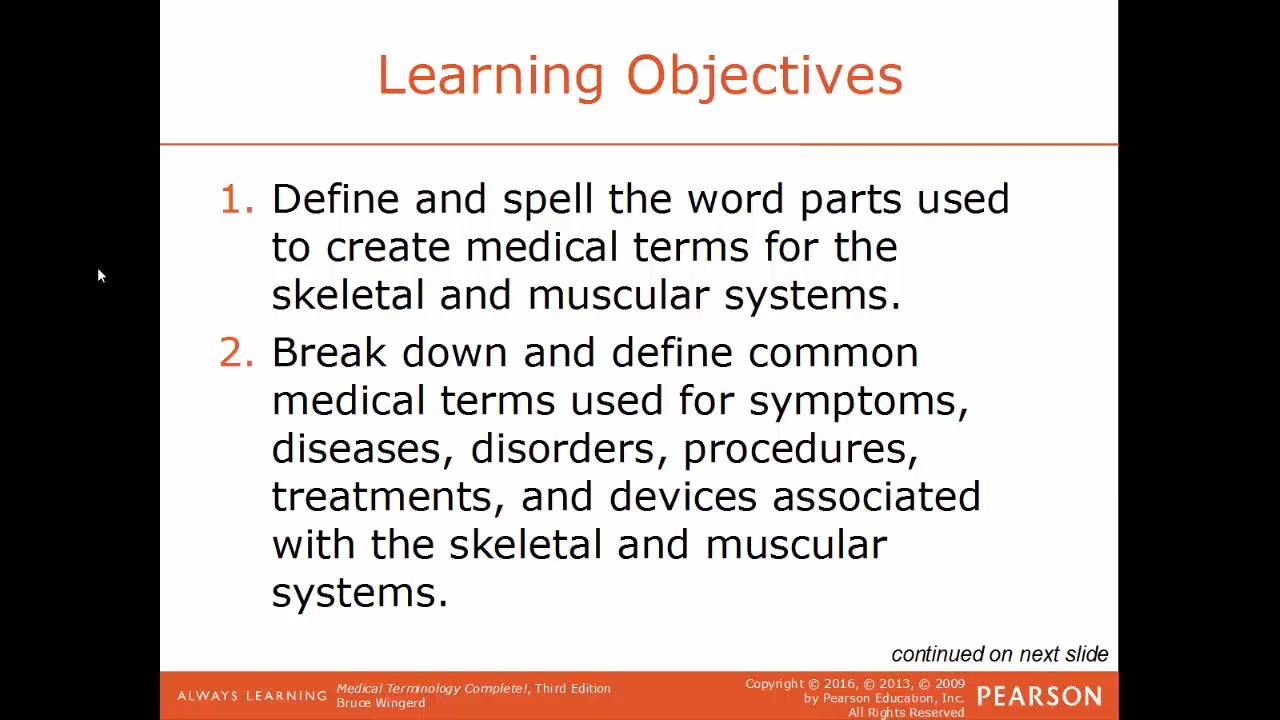 Learning Objectives
1. Define and spell the word parts used
to create medical terms for the
skeletal and muscular systems.
2. Break down and define common
medical terms used for symptoms,
diseases, disorders, procedures,
treatments, and devices associated
with the skeletal and muscular
systems.
continued on next slide
ALWAYS LEARNING
Medical Terminology Complete!, Third Edition
Bruce Wingerd
Copyright © 2016, © 2013, © 2009
by Pearson Education, Inc.
All Rights Reserved
PEARSON